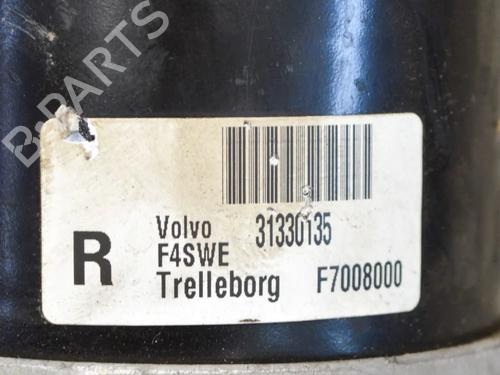 B-PARTS
R
Volvo 31330135
F4SWE
Trelleborg F7008000